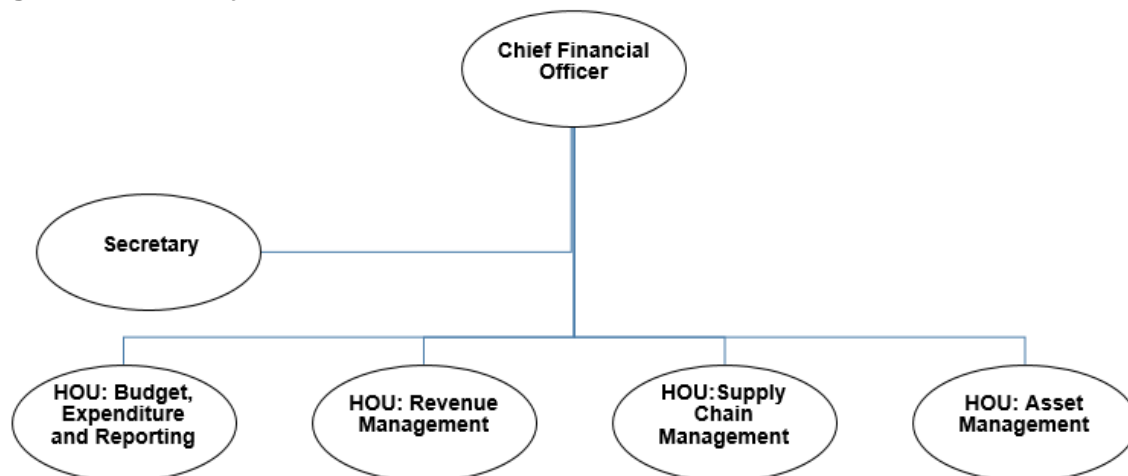 Chief Financial
Officer
Secretary
HOU: Budget,
Expenditure
and Reporting
HOU: Revenue
Management
HOU:Supply
Chain
Management
HOU: Asset
Management